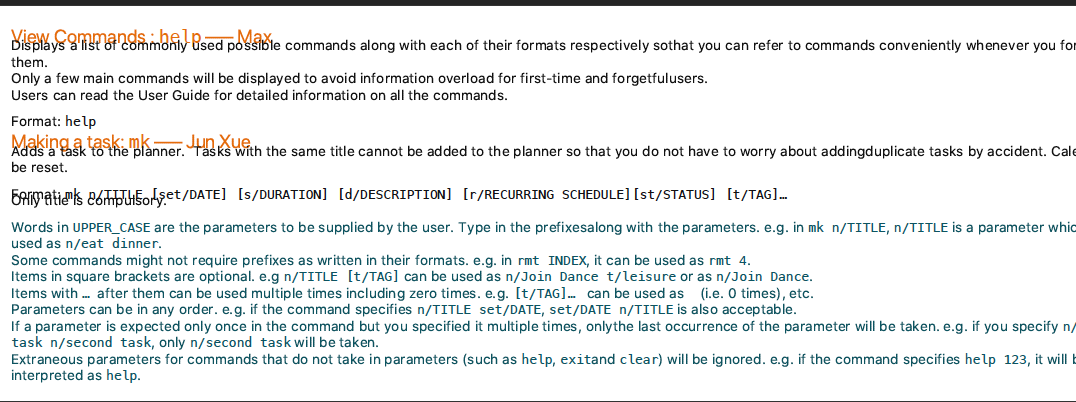 View Commands : help —— Max
Displays a list of commonly used possible commands along with each of their formats respectively sothat you can refer to commands conveniently whenever you for
them.
Only a few main commands will be displayed to avoid information overload for first-time and forgetfulusers.
Users can read the User Guide for detailed information on all the commands.
Format: help
Making a task: mk —— Jun Xue
Adds a task to the planner. Tasks with the same title cannot be added to the planner so that you do not have to worry about addingduplicate tasks by accident. Cale
be reset.
Format: mk n/TITLE [set/DATE] [s/DURATION] [d/DESCRIPTION] [r/RECURRING SCHEDULE][st/STATUS] [t/TAG]…
Only title is compulsory.
Words in UPPER_CASE are the parameters to be supplied by the user. Type in the prefixesalong with the parameters. e.g. in mk n/TITLE, n/TITLE is a parameter whic
used as n/eat dinner.
Some commands might not require prefixes as written in their formats. e.g. in rmt INDEX, it can be used as rmt 4.
Items in square brackets are optional. e.g n/TITLE [t/TAG] can be used as n/Join Dance t/leisure or as n/Join Dance.
Items with … after them can be used multiple times including zero times. e.g. [t/TAG]… can be used as (i.e. 0 times), etc.
Parameters can be in any order. e.g. if the command specifies n/TITLE set/DATE, set/DATE n/TITLE is also acceptable.
If a parameter is expected only once in the command but you specified it multiple times, onlythe last occurrence of the parameter will be taken. e.g. if you specify n/
task n/second task, only n/second task will be taken.
Extraneous parameters for commands that do not take in parameters (such as help, exitand clear) will be ignored. e.g. if the command specifies help 123, it will b
interpreted as help.